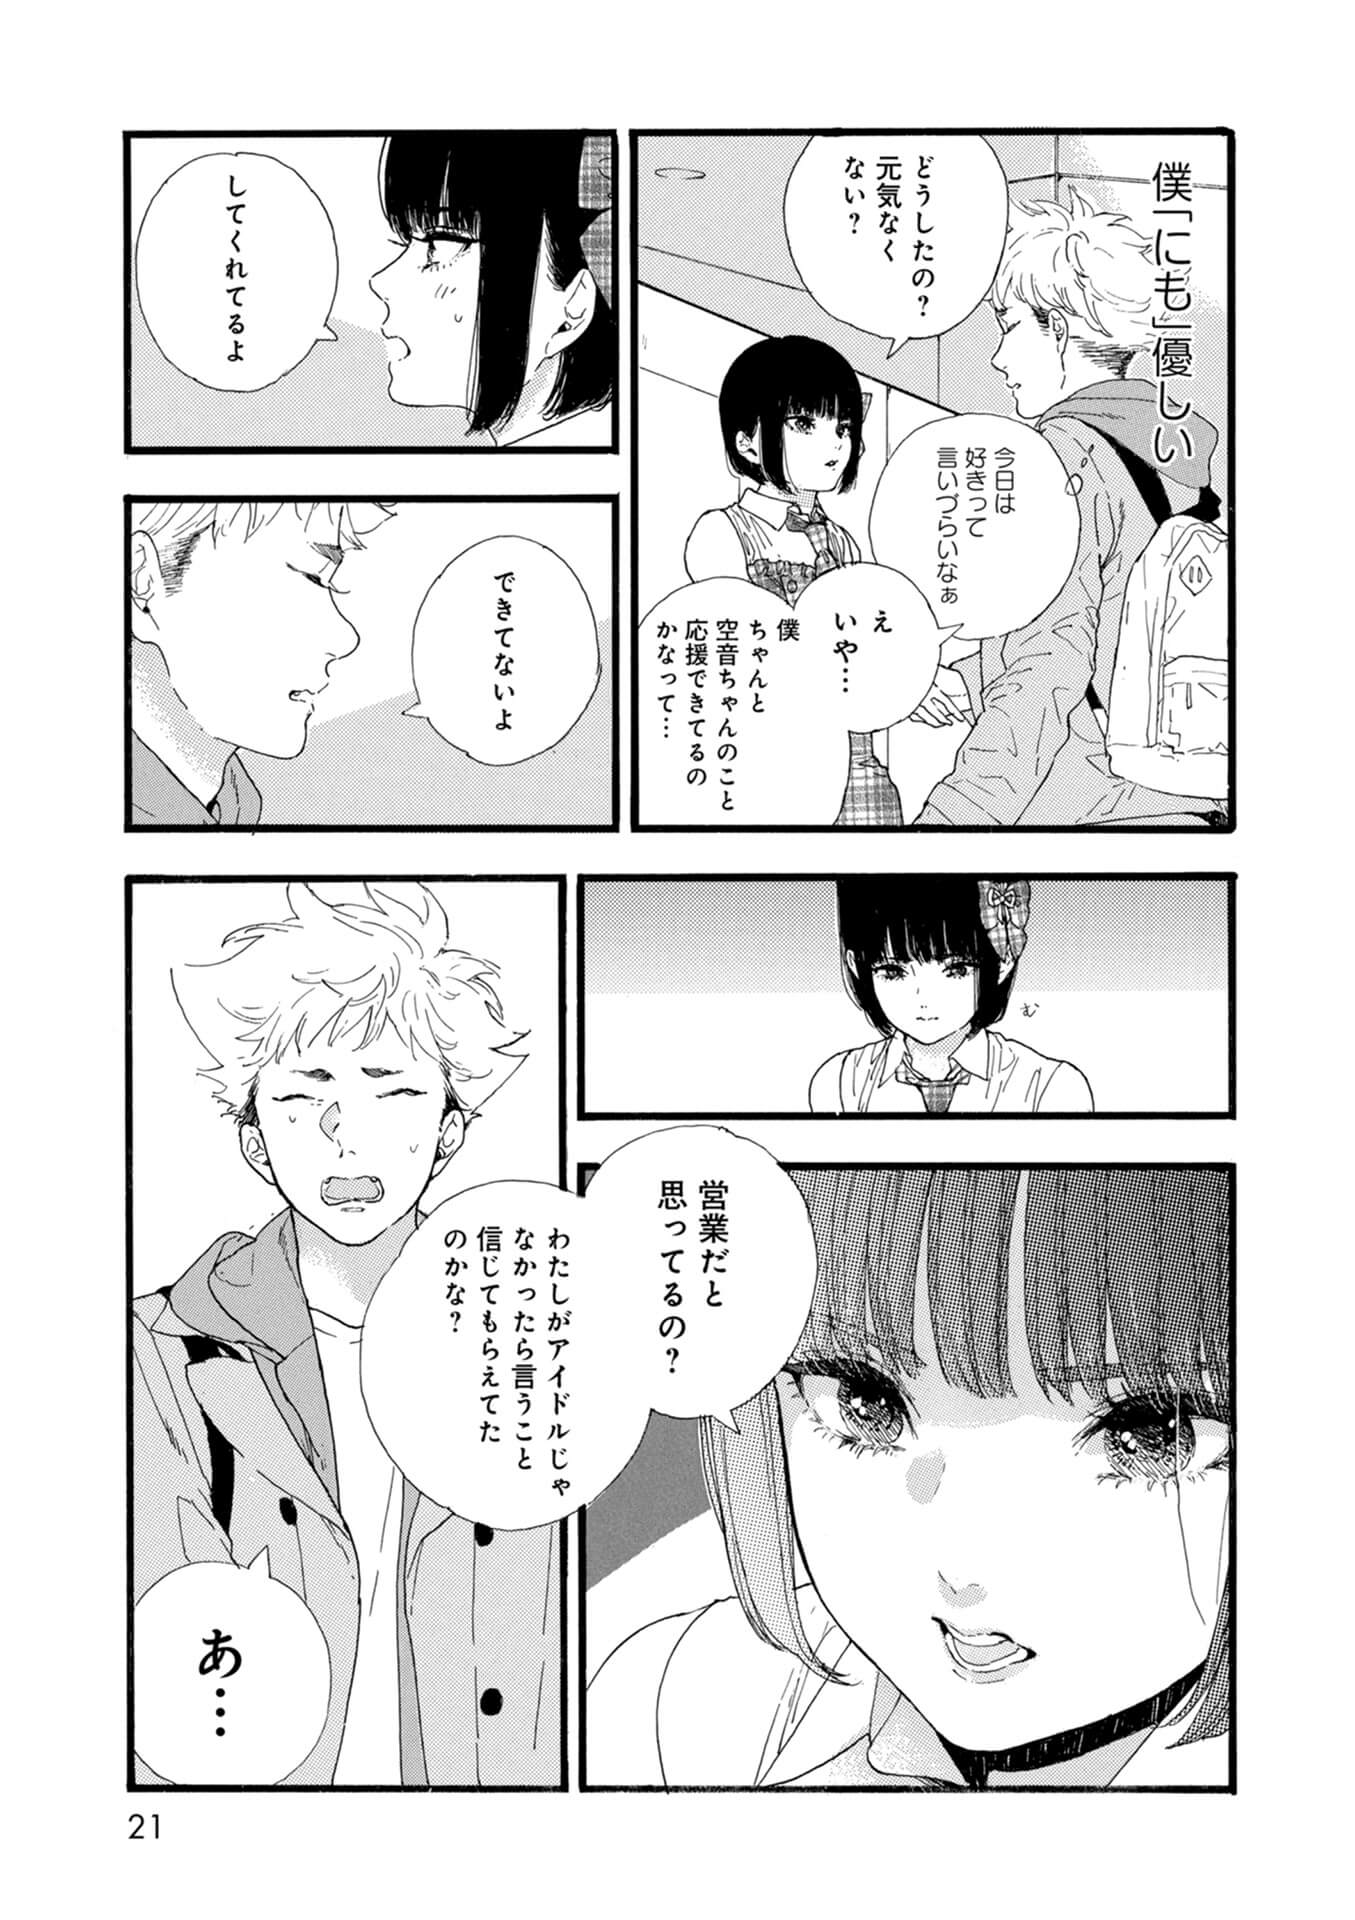 僕「にも」優しい
どうしたの？
元気なく
ない？
今日は
好きって
言いづらいなぁ
え
いや…
僕
ちゃんと
空音ちゃんのこと
応援できてるの
かなって…
してくれてるよ
できてないよ
む
営業だと
思ってるの？
わたしがアイドルじゃ
なかったら言うこと
信じてもらえてた
のかな？
あ…
21